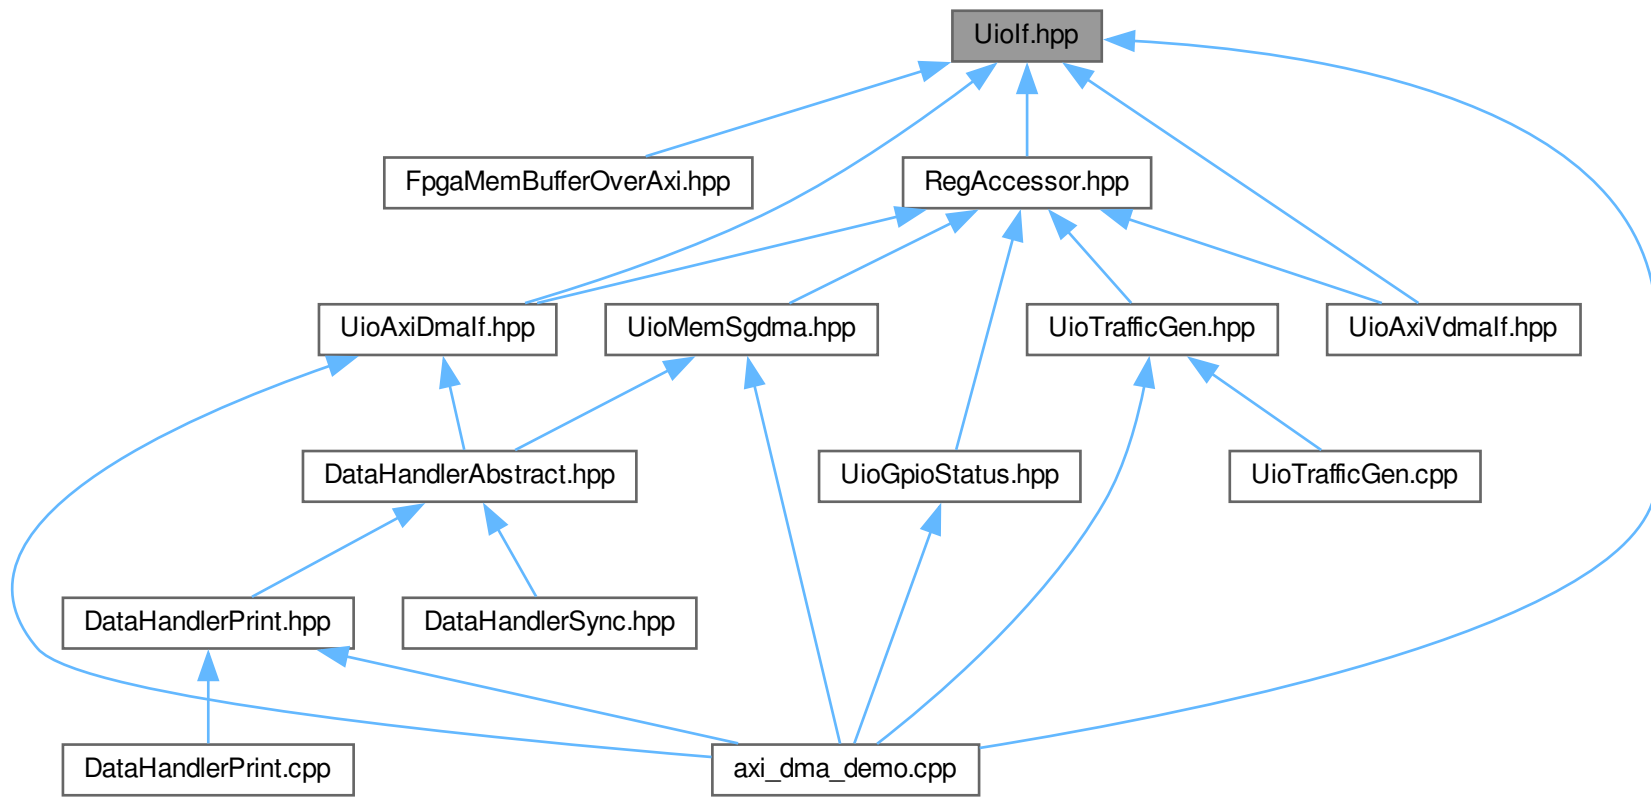 UioIf.hpp
FpgaMemBufferOverAxi.hpp
RegAccessor.hpp
UioAxiDmaIf.hpp
UioMemSgdma.hpp
UioTrafficGen.hpp
UioAxiVdmaIf.hpp
DataHandlerAbstract.hpp
UioGpioStatus.hpp
UioTrafficGen.cpp
DataHandlerPrint.hpp
DataHandlerSync.hpp
DataHandlerPrint.cpp
axi_dma_demo.cpp